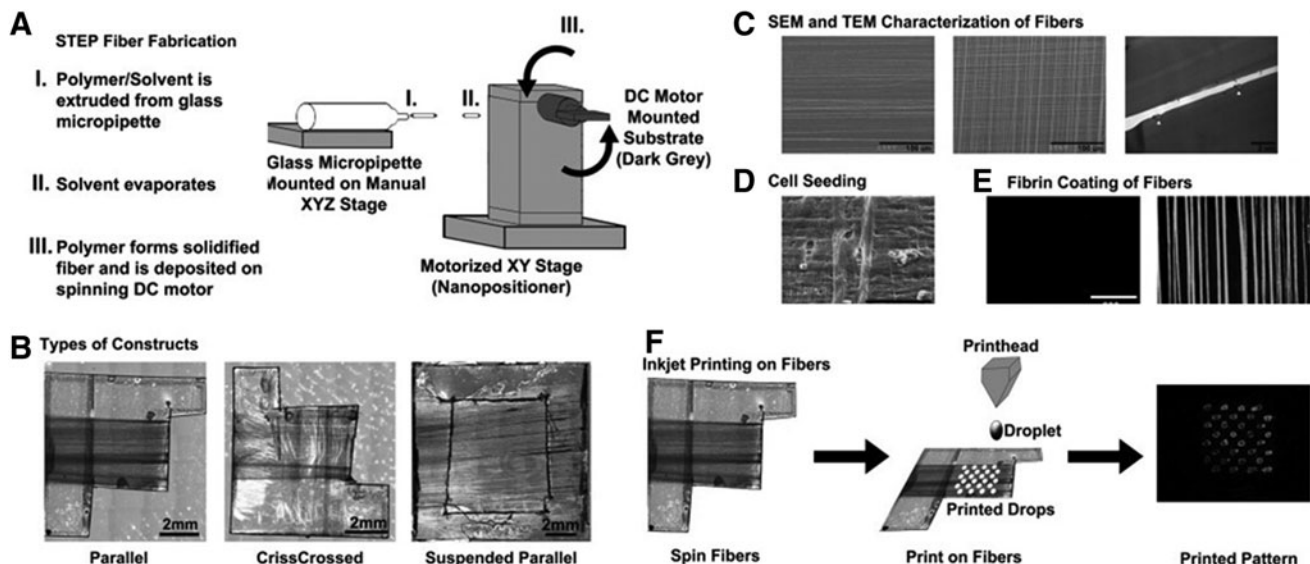 A
STEP Fiber Fabrication
I. Polymer/Solvent is
extruded from glass
micropipette
II. Solvent evaporates
III. Polymer forms solidified
fiber and is deposited on
spinning DC motor
I.
II.
III.
Glass Micropipette
Mounted on Manual
XYZ Stage
DC Motor
Mounted
Substrate
(Dark Grey)
Motorized XY Stage
(Nanopositioner)
B
Types of Constructs
2mm
2mm
2mm
Parallel
CrissCrossed
Suspended Parallel
C
SEM and TEM Characterization of Fibers
D
Cell Seeding
E
Fibrin Coating of Fibers
F
Inkjet Printing on Fibers
Printhead
Droplet
Printed Drops
Spin Fibers
Print on Fibers
Printed Pattern